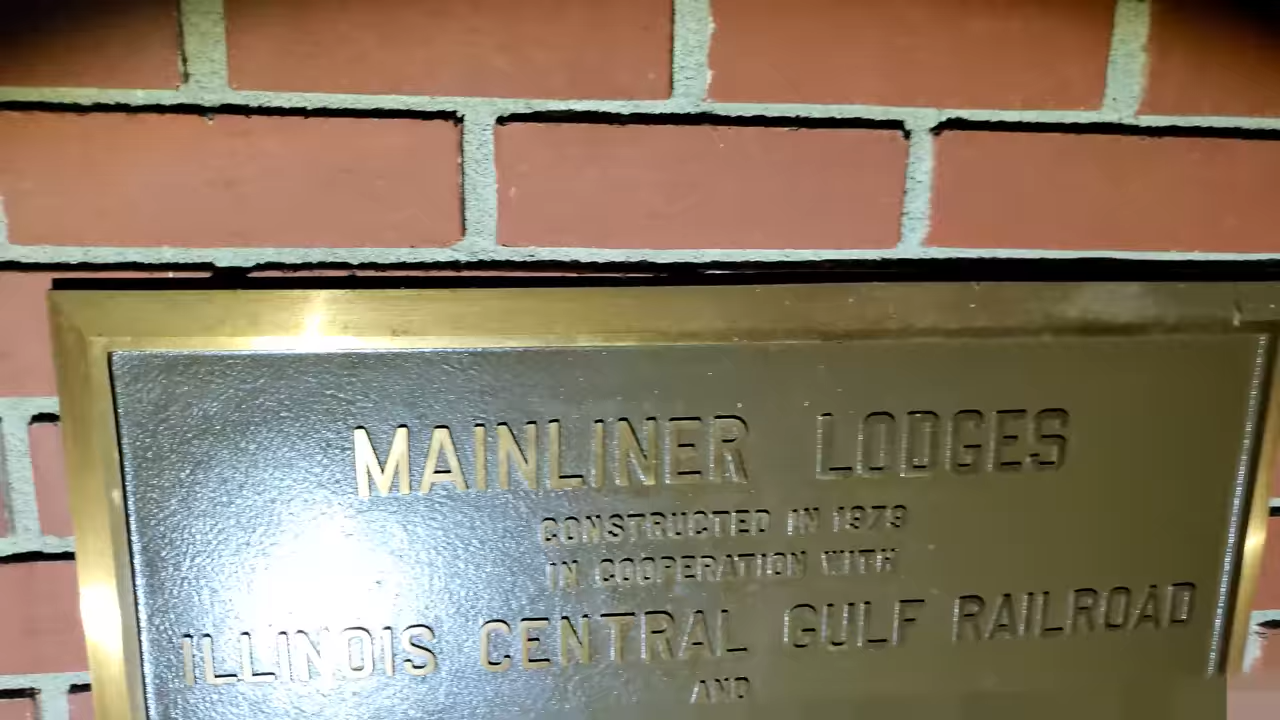 MAINLINER LODGES
CONSTRUCTED IN 1979
IN COOPERATION WITH
ILLINOIS CENTRAL GULF RAILROAD
AND